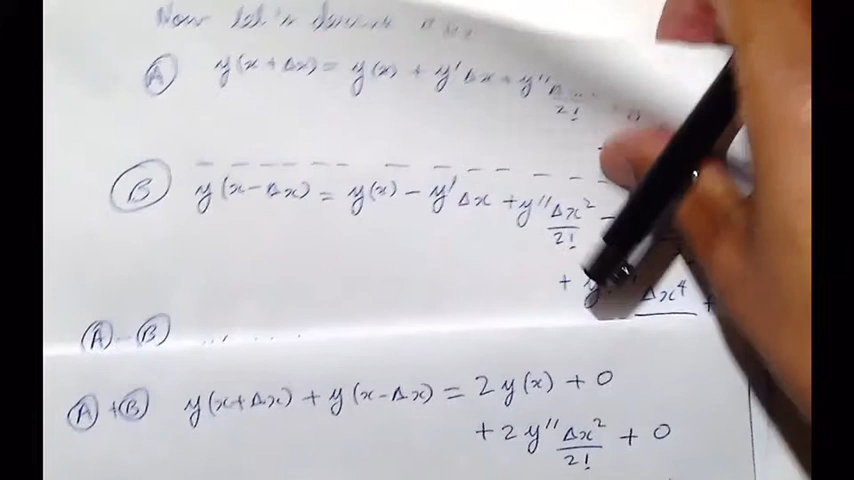 Now let's
Ⓐ y(x + Δx) = y(x) + y' Δx + y''
2!
Ⓑ y(x - Δx) = y(x) - y' Δx + y'' Δx²/2! -
+ Δx⁴ +
Ⓐ - Ⓑ .........
Ⓐ + Ⓑ y(x+Δx) + y(x-Δx) = 2y(x) + 0
+ 2y'' Δx²/2! + 0